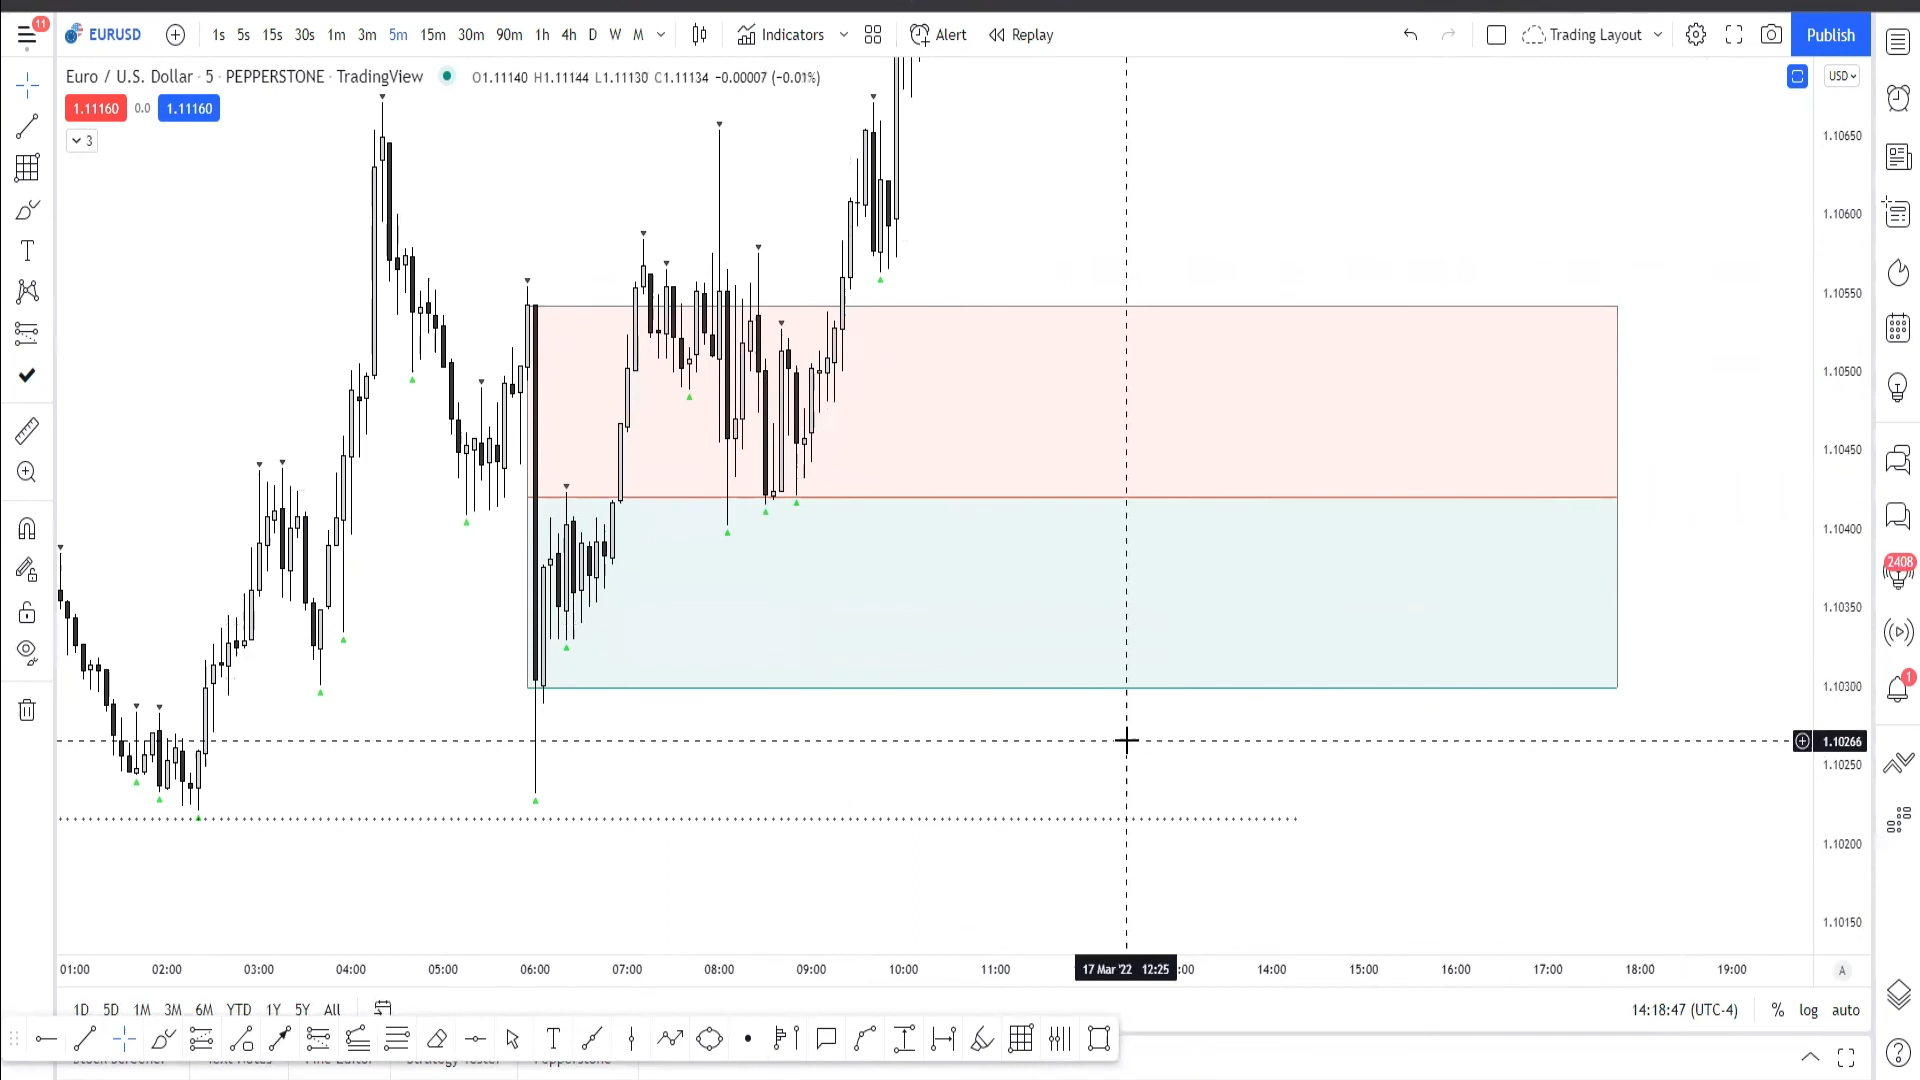 11
EURUSD 1s 5s 15s 30s 1m 3m 5m 15m 30m 90m 1h 4h D W M Indicators Alert Replay Trading Layout Publish
Euro / U.S. Dollar · 5 · PEPPERSTONE · TradingView O1.11140 H1.11144 L1.11130 C1.11134 −0.00007 (−0.01%)
USD
1.11160 0.0 1.11160
3
1.10650
1.10600
1.10550
1.10500
1.10450
1.10400
2408
1.10350
1
1.10300
1.10266
1.10250
1.10200
1.10150
01:00 02:00 03:00 04:00 05:00 06:00 07:00 08:00 09:00 10:00 11:00 17 Mar '22 12:25 :00 14:00 15:00 16:00 17:00 18:00 19:00 A
1D 5D 1M 3M 6M YTD 1Y 3Y 5Y All 14:18:47 (UTC-4) % log auto